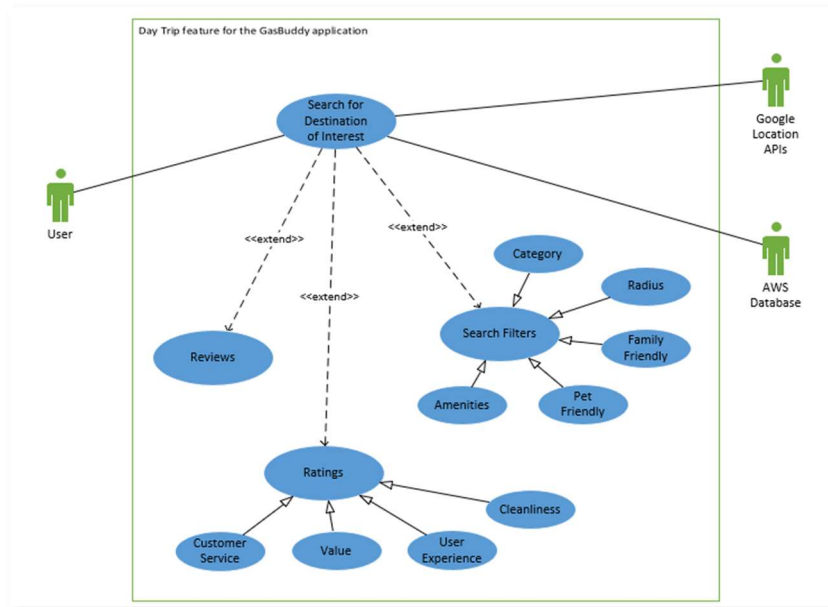 Day Trip feature for the GasBuddy application
Search for
Destination
of Interest
Google
Location
APIs
User
<<extend>>
<<extend>>
<<extend>>
Category
AWS
Database
Radius
Search Filters
Family
Friendly
Reviews
Amenities
Pet
Friendly
Ratings
Cleanliness
Customer
Service
Value
User
Experience